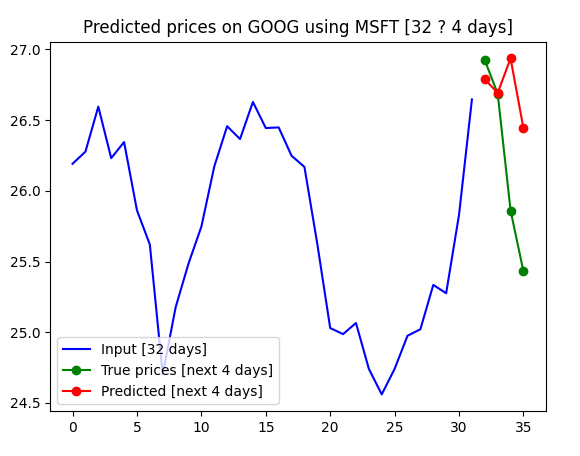 Predicted prices on GOOG using MSFT [32 ? 4 days]
27.0
26.5
26.0
25.5
25.0
24.5
Input [32 days]
True prices [next 4 days]
Predicted [next 4 days]
0 5 10 15 20 25 30 35